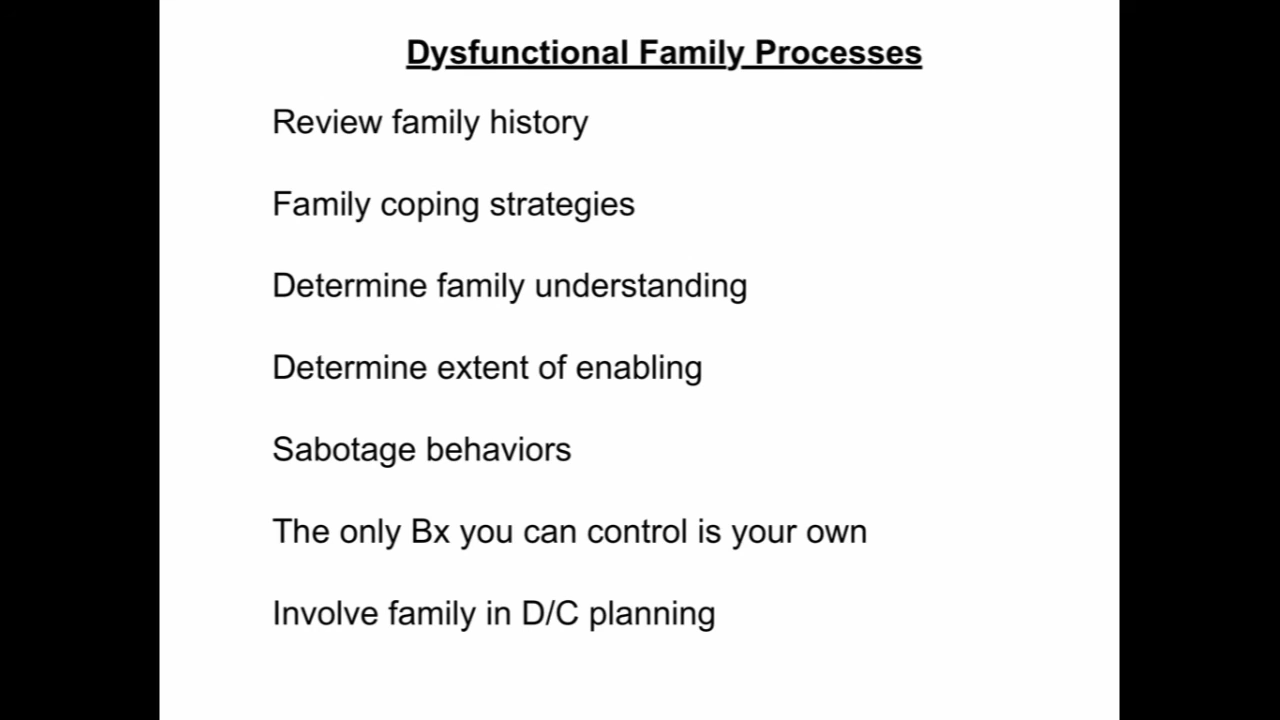 Dysfunctional Family Processes
Review family history
Family coping strategies
Determine family understanding
Determine extent of enabling
Sabotage behaviors
The only Bx you can control is your own
Involve family in D/C planning